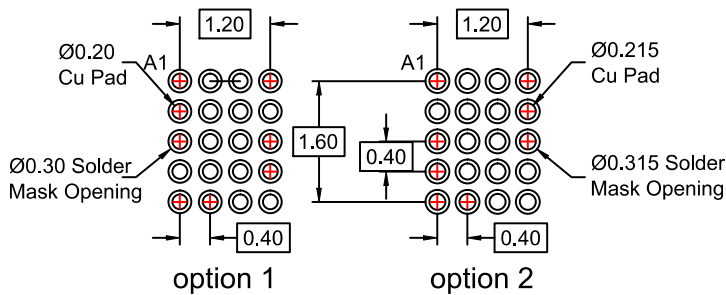 1.20
1.20
A1
A1
Ø0.20
Cu Pad
Ø0.215
Cu Pad
1.60
0.40
Ø0.30 Solder
Mask Opening
Ø0.315 Solder
Mask Opening
0.40
0.40
option 1
option 2